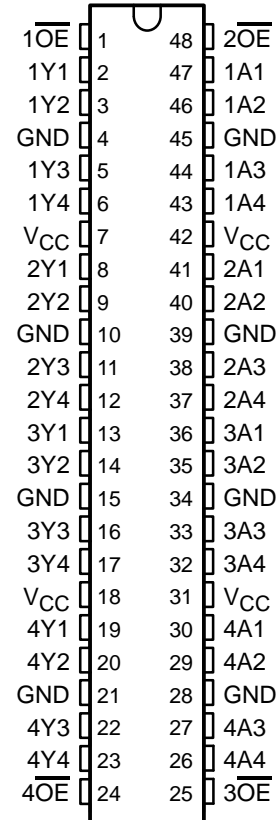 1O̅E̅ 1 48 2O̅E̅
1Y1 2 47 1A1
1Y2 3 46 1A2
GND 4 45 GND
1Y3 5 44 1A3
1Y4 6 43 1A4
VCC 7 42 VCC
2Y1 8 41 2A1
2Y2 9 40 2A2
GND 10 39 GND
2Y3 11 38 2A3
2Y4 12 37 2A4
3Y1 13 36 3A1
3Y2 14 35 3A2
GND 15 34 GND
3Y3 16 33 3A3
3Y4 17 32 3A4
VCC 18 31 VCC
4Y1 19 30 4A1
4Y2 20 29 4A2
GND 21 28 GND
4Y3 22 27 4A3
4Y4 23 26 4A4
4O̅E̅ 24 25 3O̅E̅